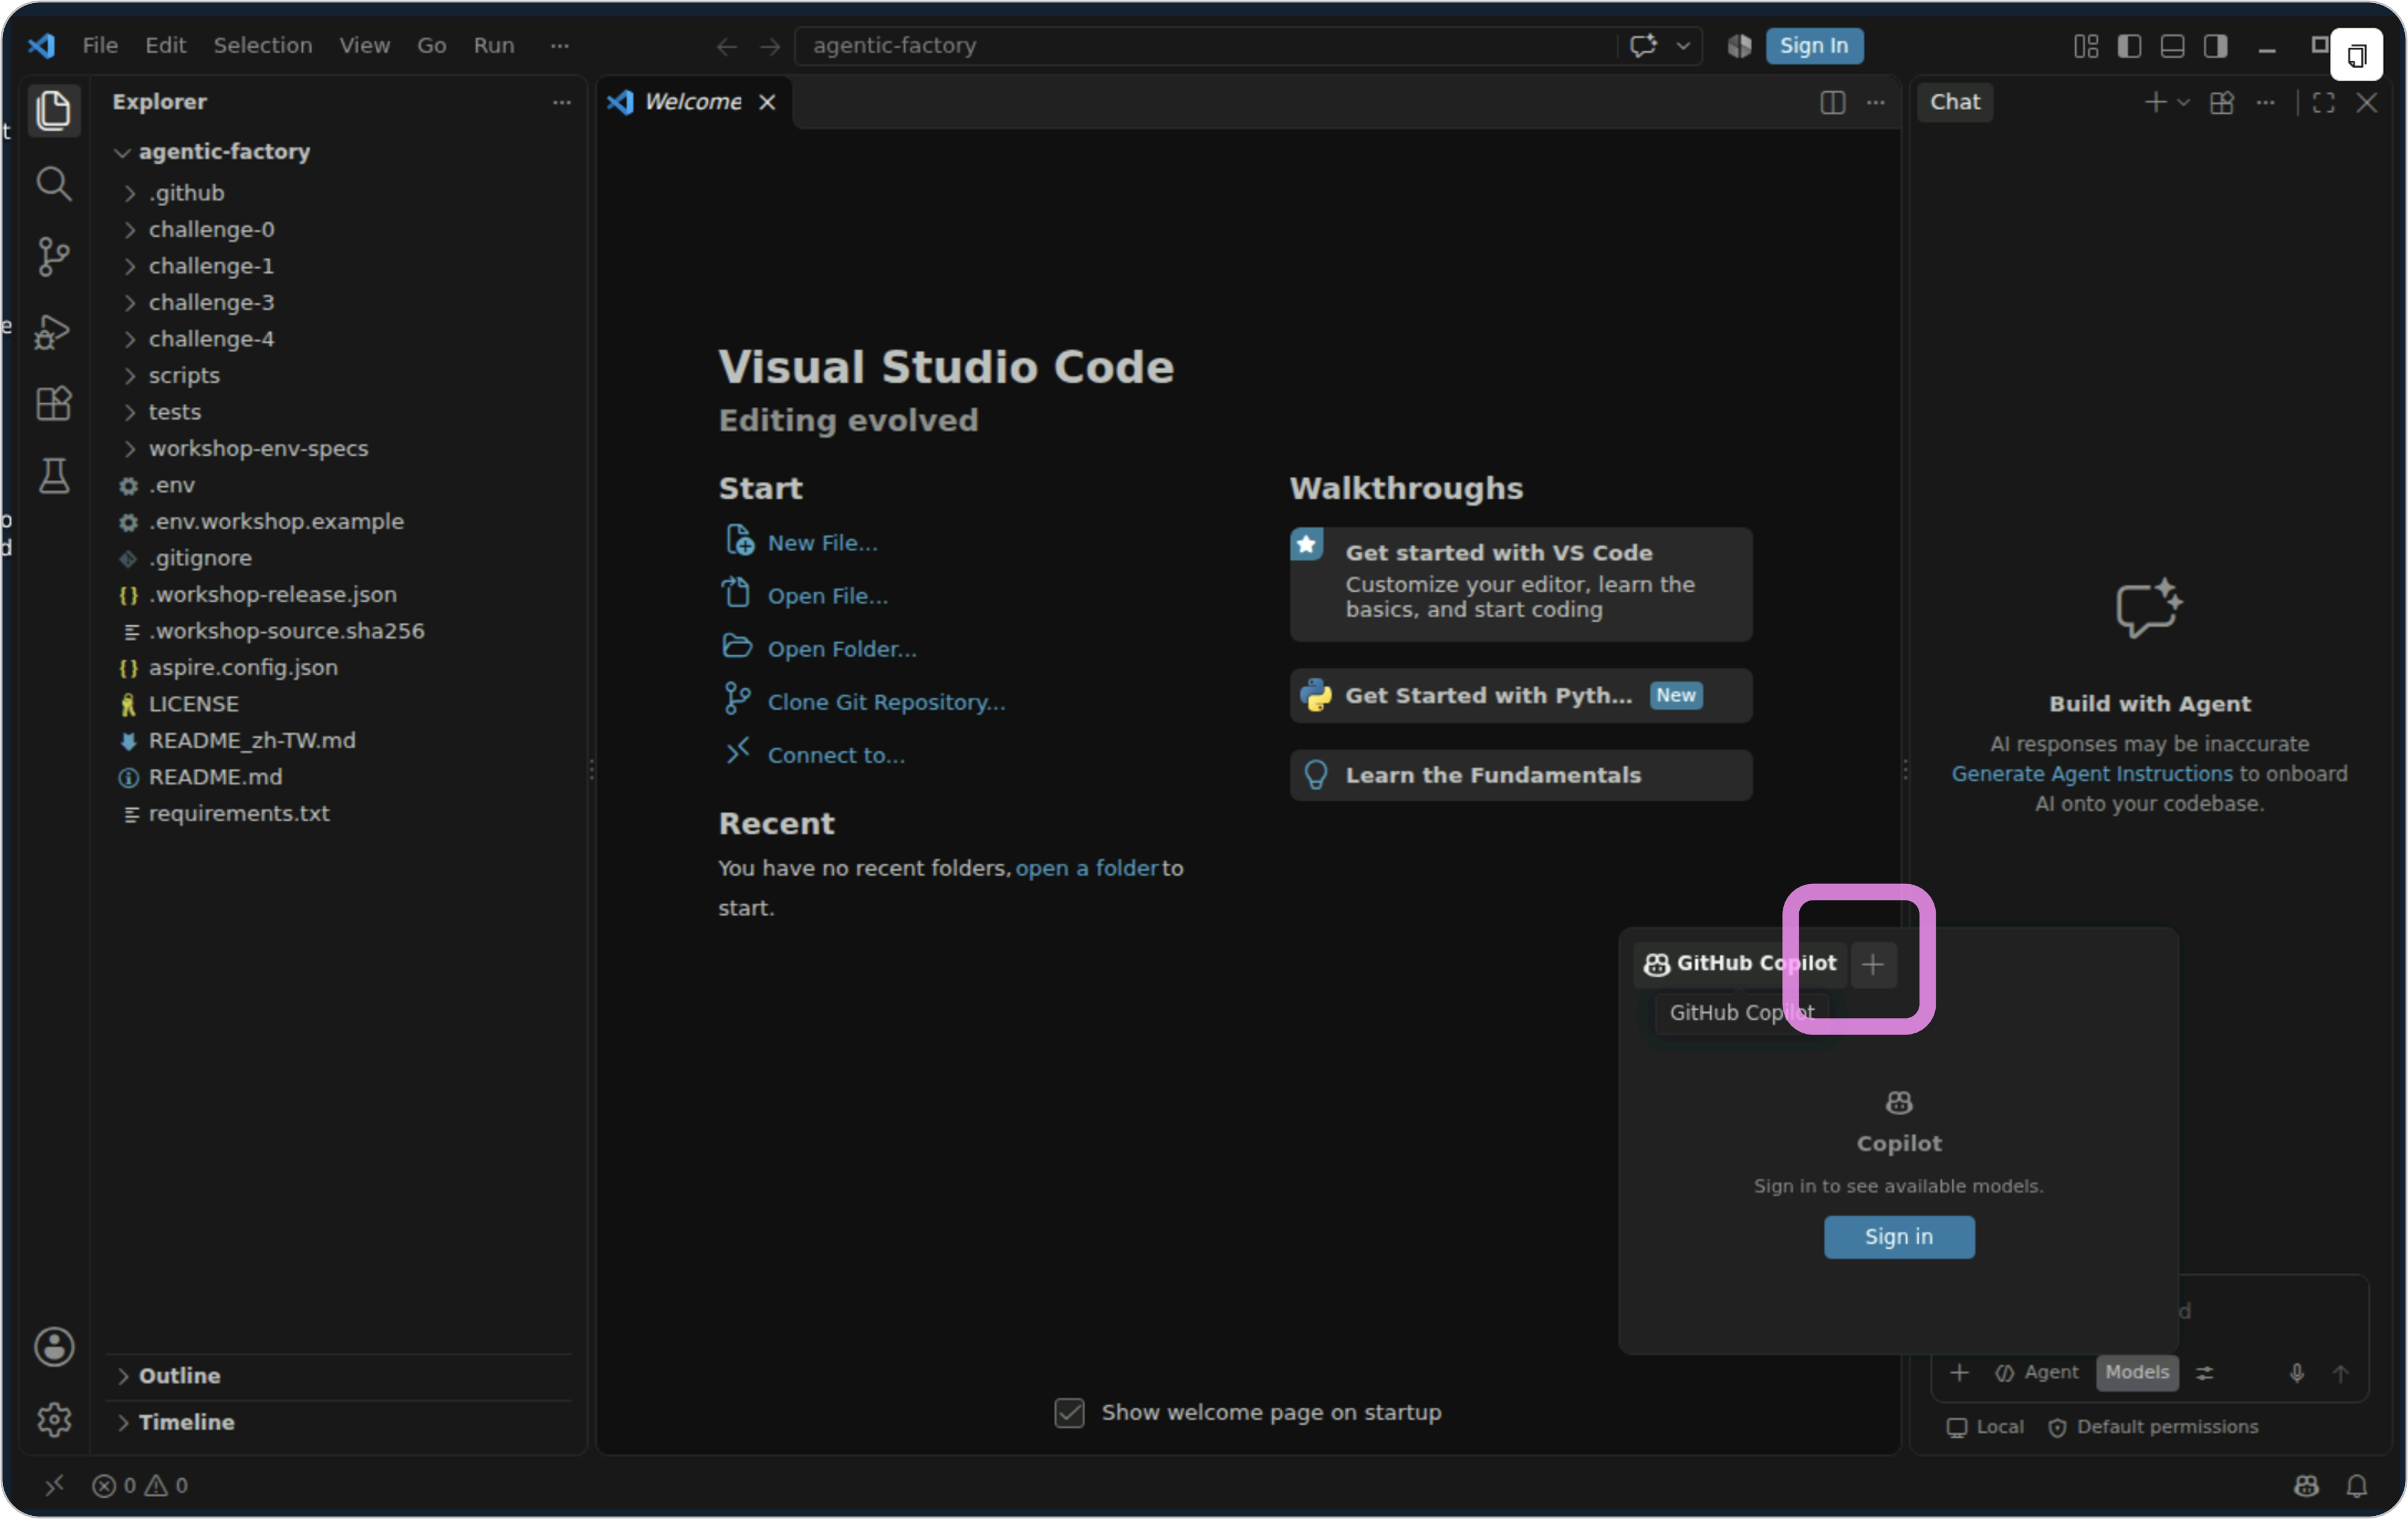 File Edit Selection View Go Run ...
agentic-factory
Sign In
Explorer
agentic-factory
.github
challenge-0
challenge-1
challenge-3
challenge-4
scripts
tests
workshop-env-specs
.env
.env.workshop.example
.gitignore
.workshop-release.json
.workshop-source.sha256
aspire.config.json
LICENSE
README_zh-TW.md
README.md
requirements.txt
Outline
Timeline
Welcome
Visual Studio Code
Editing evolved
Start
New File...
Open File...
Open Folder...
Clone Git Repository...
Connect to...
Recent
You have no recent folders, open a folder to
start.
Walkthroughs
Get started with VS Code
Customize your editor, learn the
basics, and start coding
Get Started with Pyth... New
Learn the Fundamentals
Show welcome page on startup
Chat
Build with Agent
AI responses may be inaccurate
Generate Agent Instructions to onboard
AI onto your codebase.
GitHub Copilot
GitHub Copilot
Copilot
Sign in to see available models.
Sign in
Agent Models
Local Default permissions
0 0